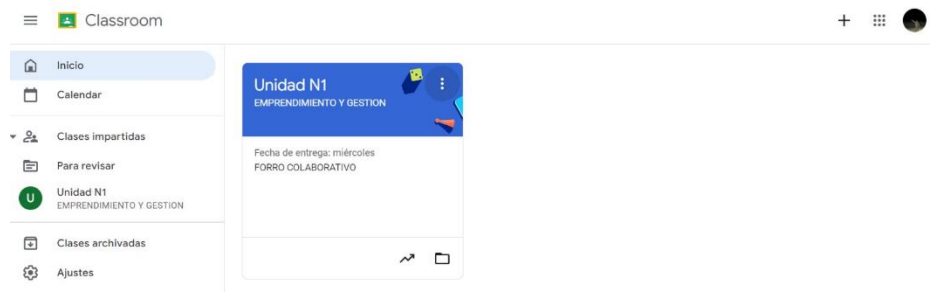 Classroom
Inicio
Calendar
Clases impartidas
Para revisar
U
Unidad N1
EMPRENDIMIENTO Y GESTION
Clases archivadas
Ajustes
Unidad N1
EMPRENDIMIENTO Y GESTION
Fecha de entrega: miércoles
FORRO COLABORATIVO